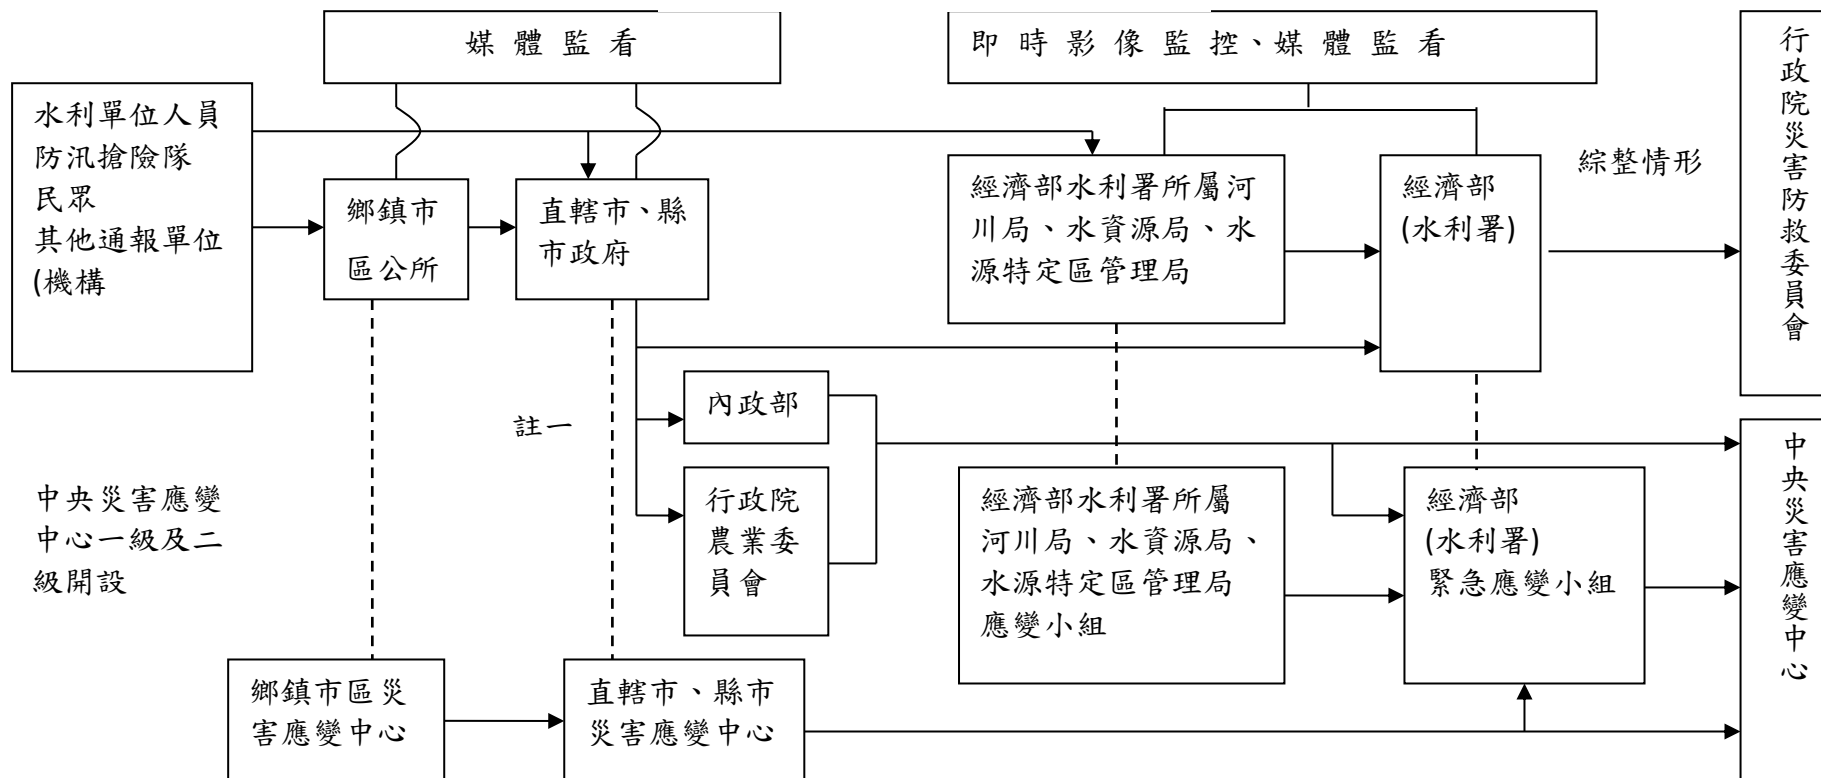 媒體監看
即時影像監控、媒體監看
行政院災害防救委員會
水利單位人員
防汛搶險隊
民眾
其他通報單位
(機構
鄉鎮市
區公所
直轄市、縣
市政府
經濟部水利署所屬河
川局、水資源局、水
源特定區管理局
經濟部
(水利署)
綜整情形
註一
內政部
行政院
農業委
員會
中央災害應變
中心一級及二
級開設
經濟部水利署所屬
河川局、水資源局、
水源特定區管理局
應變小組
經濟部
(水利署)
緊急應變小組
中央災害應變中心
鄉鎮市區災
害應變中心
直轄市、縣市
災害應變中心